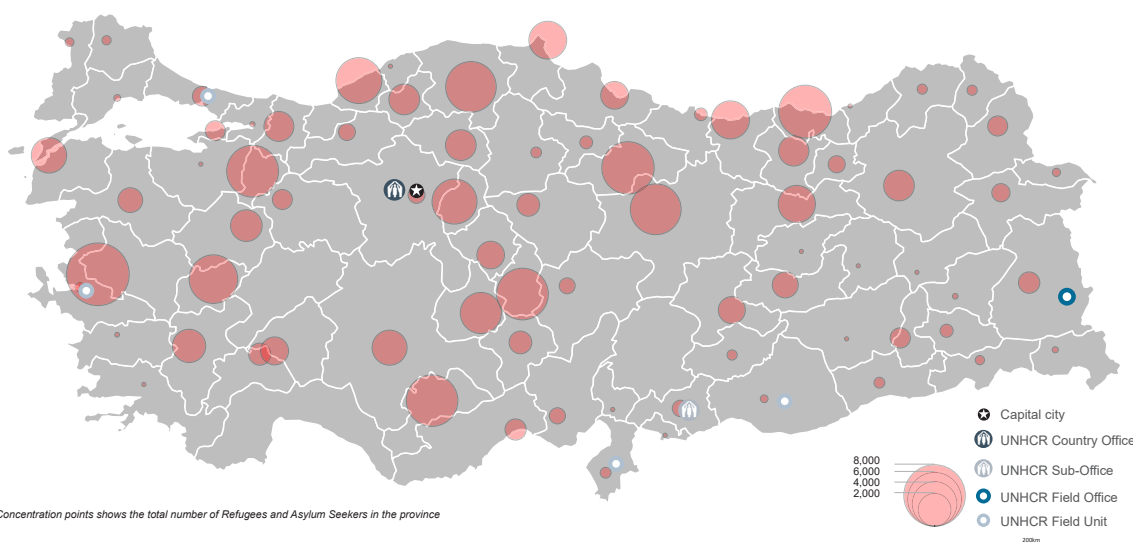 Capital city
UNHCR Country Office
UNHCR Sub-Office
UNHCR Field Office
UNHCR Field Unit
8,000
6,000
4,000
2,000
Concentration points shows the total number of Refugees and Asylum Seekers in the province
200km